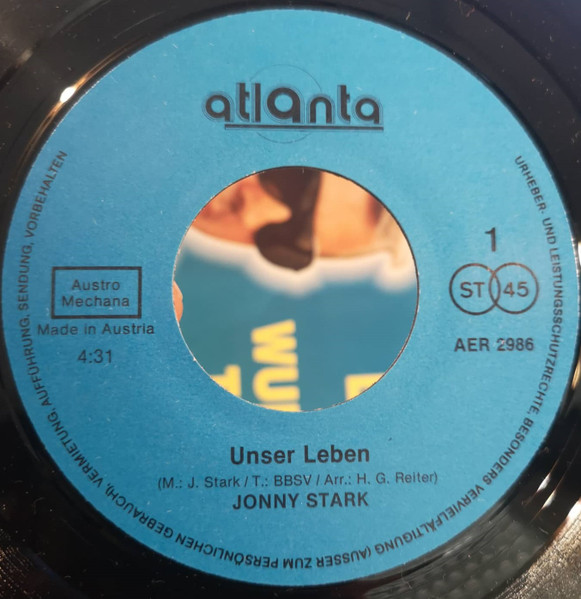 atlanta
URHEBER- UND LEISTUNGSSCHUTZRECHTE, BESONDERS VERVIELFÄLTIGUNG (AUSSER ZUM PERSÖNLICHEN GEBRAUCH), VERMIETUNG, AUFFÜHRUNG, SENDUNG, VORBEHALTEN
Austro
Mechana
Made in Austria
4:31
1
ST 45
AER 2986
WU
Unser Leben
(M.: J. Stark / T.: BBSV / Arr.: H. G. Reiter)
JONNY STARK